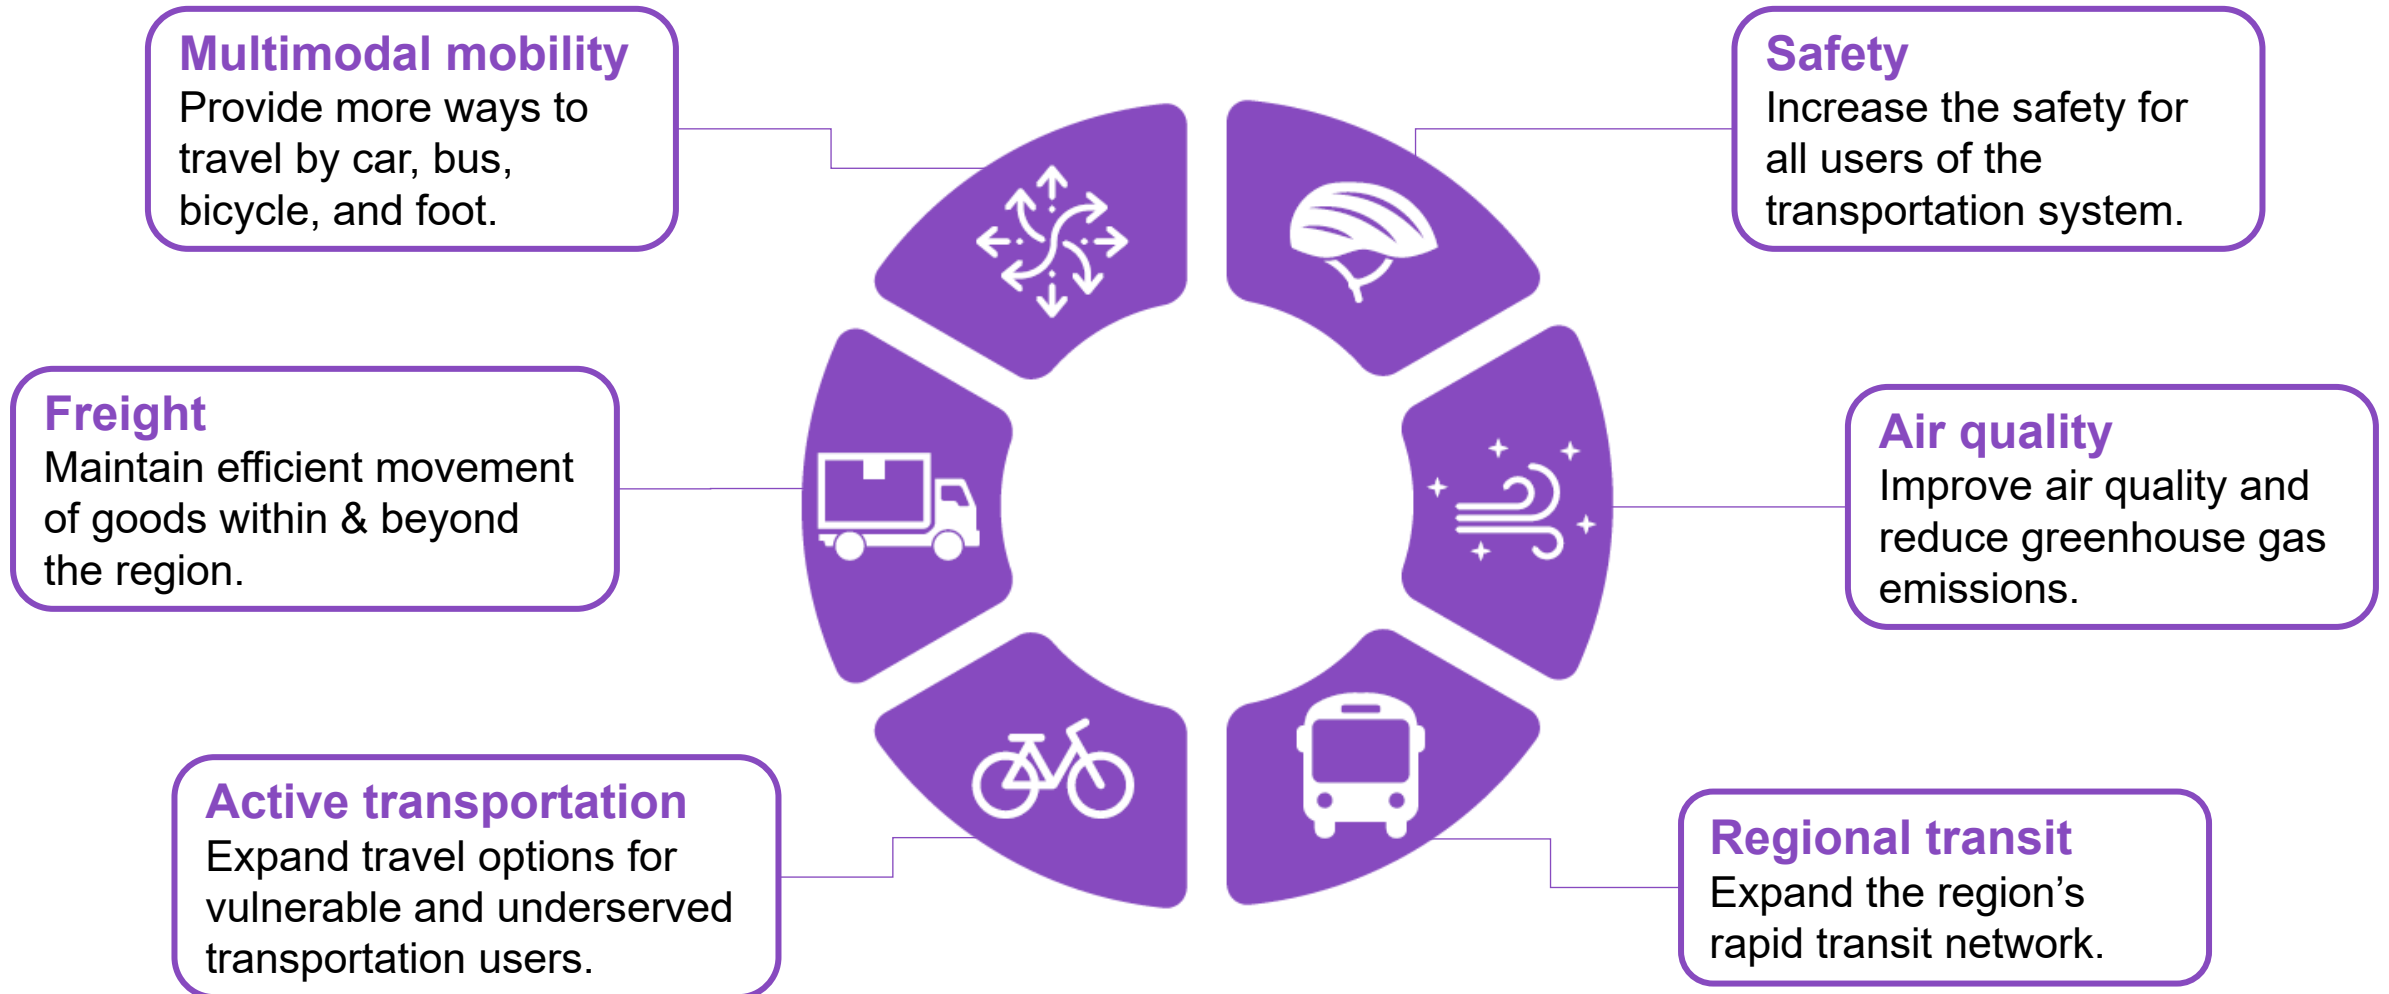 Multimodal mobility
Provide more ways to
travel by car, bus,
bicycle, and foot.
Safety
Increase the safety for
all users of the
transportation system.
Freight
Maintain efficient movement
of goods within & beyond
the region.
Air quality
Improve air quality and
reduce greenhouse gas
emissions.
Active transportation
Expand travel options for
vulnerable and underserved
transportation users.
Regional transit
Expand the region’s
rapid transit network.